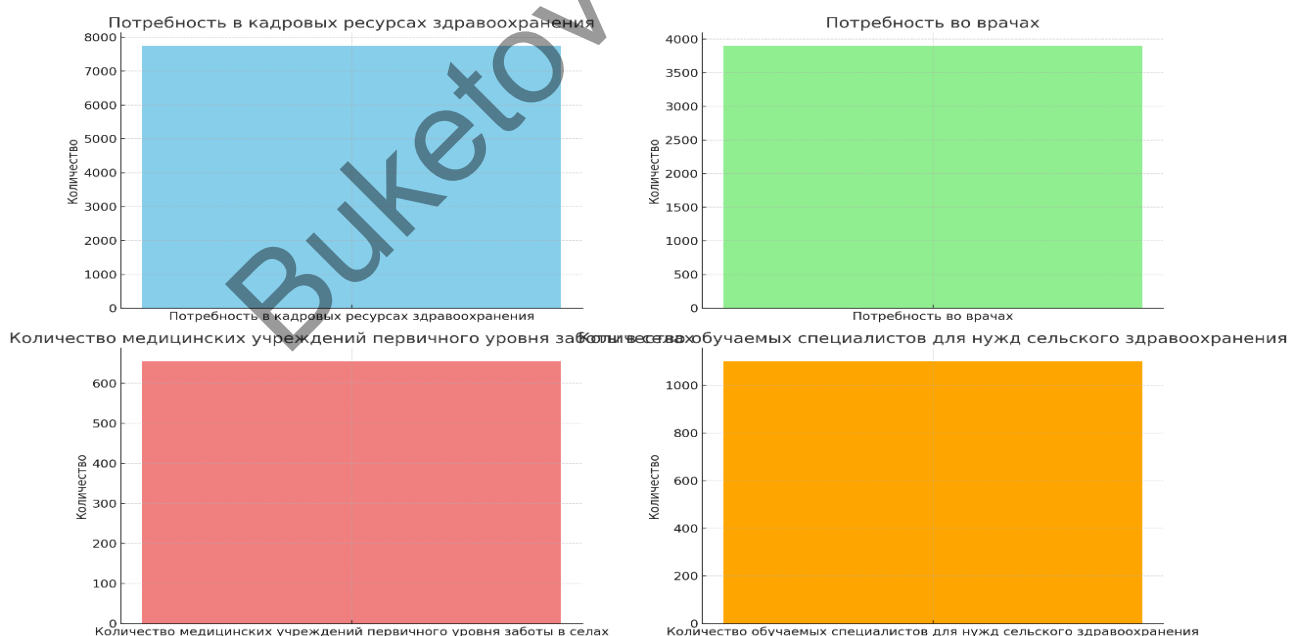 Потребность в кадровых ресурсах здравоохранения
8000
7000
6000
5000
4000
3000
2000
1000
0
Количество
Потребность в кадровых ресурсах здравоохранения
Потребность во врачах
4000
3500
3000
2500
2000
1500
1000
500
0
Количество
Потребность во врачах
Количество медицинских учреждений первичного уровня заботы в селах
600
500
400
300
200
100
0
Количество
Количество медицинских учреждений первичного уровня заботы в селах
Количество обучаемых специалистов для нужд сельского здравоохранения
1000
800
600
400
200
0
Количество
Количество обучаемых специалистов для нужд сельского здравоохранения
Buketov